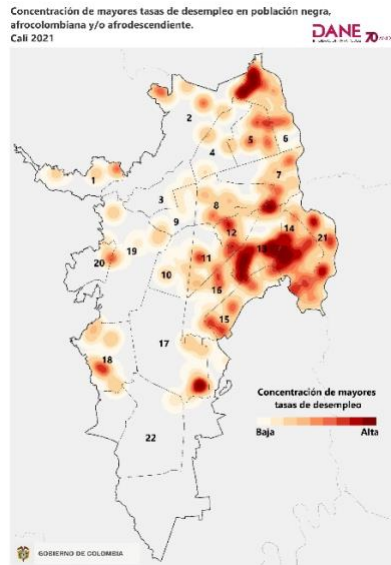 Concentración de mayores tasas de desempleo en población negra,
afrocolombiana y/o afrodescendiente.
Cali 2021
DANE
70
2
6
5
4
7
1
3
8
9
14
12
21
13
19
20
11
10
16
15
17
18
22
Concentración de mayores
tasas de desempleo
Baja
Alta
GOBIERNO DE COLOMBIA